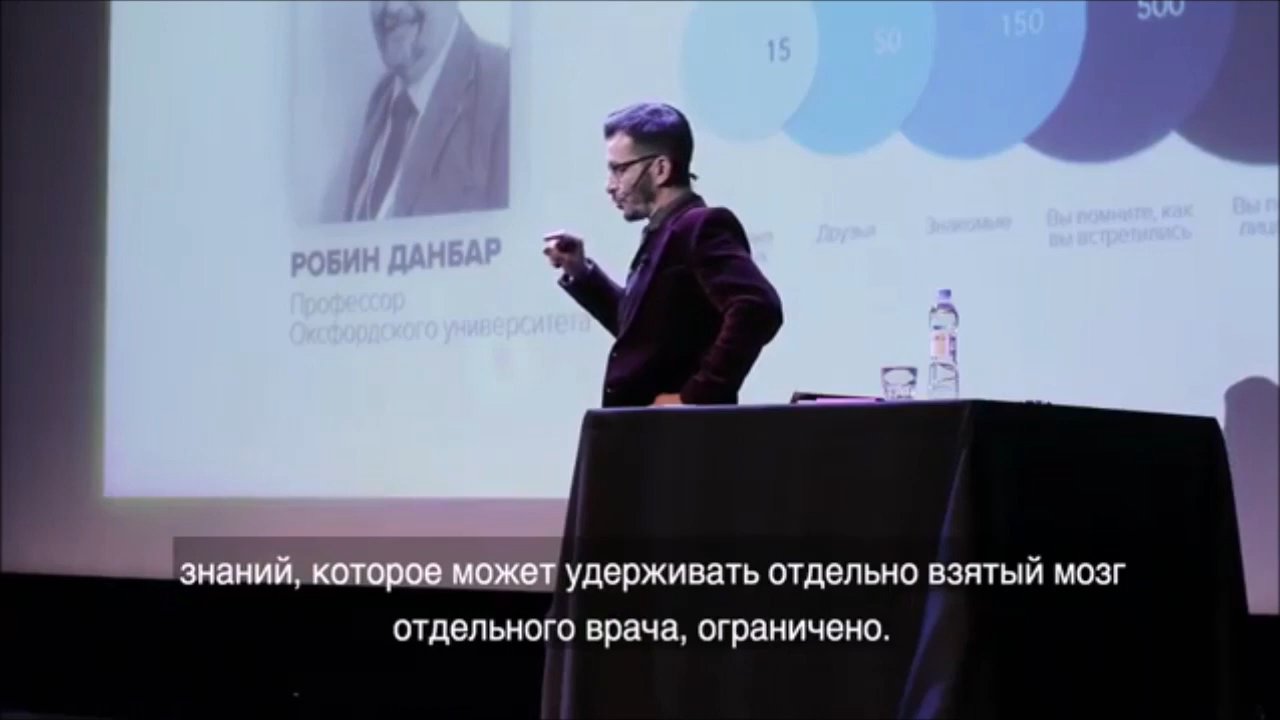 15
50
150
500
РОБИН ДАНБАР
Профессор
Оксфордского университета
Друзья
Знакомые
Вы помните, как
вы встретились
знаний, которое может удерживать отдельно взятый мозг
отдельного врача, ограничено.